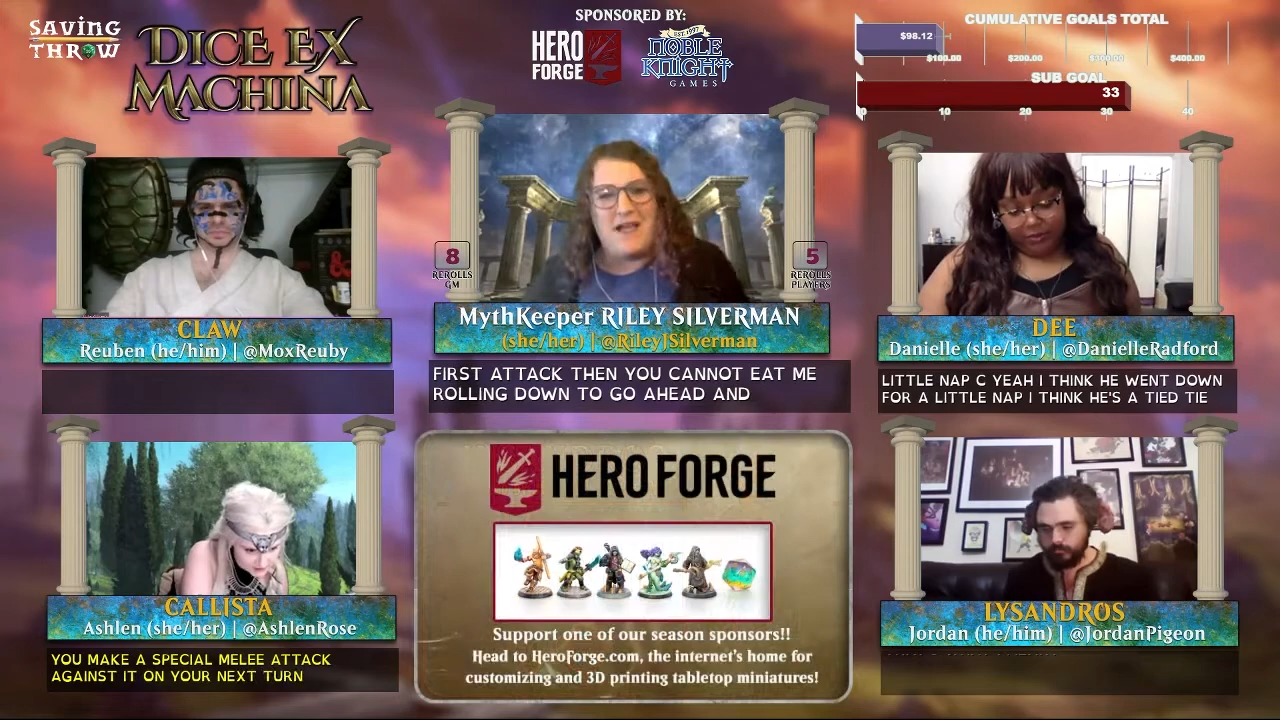 SAVING
THROW
DICE EX
MACHINA
SPONSORED BY:
HERO
FORGE
EST. 1997
NOBLE
KNIGHT
GAMES
CUMULATIVE GOALS TOTAL
$98.12
$100.00 $200.00 $300.00 $400.00
SUB GOAL
33
0 10 20 30 40
8
REROLLS
GM
5
REROLLS
PLAYERS
CLAW
Reuben (he/him) | @MoxReuby
MythKeeper RILEY SILVERMAN
(she/her) | @RileyJSilverman
DEE
Danielle (she/her) | @DanielleRadford
FIRST ATTACK THEN YOU CANNOT EAT ME
ROLLING DOWN TO GO AHEAD AND
LITTLE NAP C YEAH I THINK HE WENT DOWN
FOR A LITTLE NAP I THINK HE'S A TIED TIE
CALLISTA
Ashlen (she/her) | @AshlenRose
YOU MAKE A SPECIAL MELEE ATTACK
AGAINST IT ON YOUR NEXT TURN
HERO FORGE
Support one of our season sponsors!!
Head to HeroForge.com, the internet's home for
customizing and 3D printing tabletop miniatures!
LYSANDROS
Jordan (he/him) | @JordanPigeon